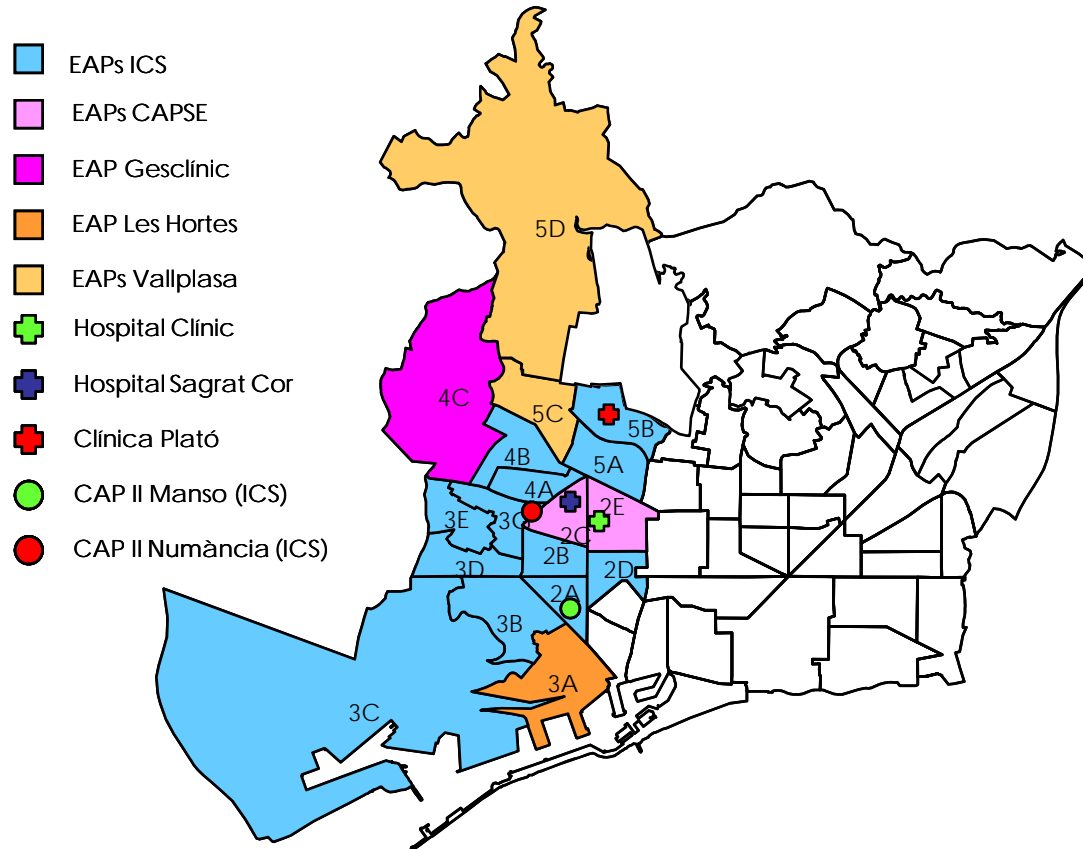 EAPs ICS
EAPs CAPSE
EAP Gesclínic
EAP Les Hortes
EAPs Vallplasa
Hospital Clínic
Hospital Sagrat Cor
Clínica Plató
CAP II Manso (ICS)
CAP II Numància (ICS)
5D
4C
5C
5B
4B
5A
4A
2E
3E
3G
2C
2B
3D
2D
2A
3B
3A
3C